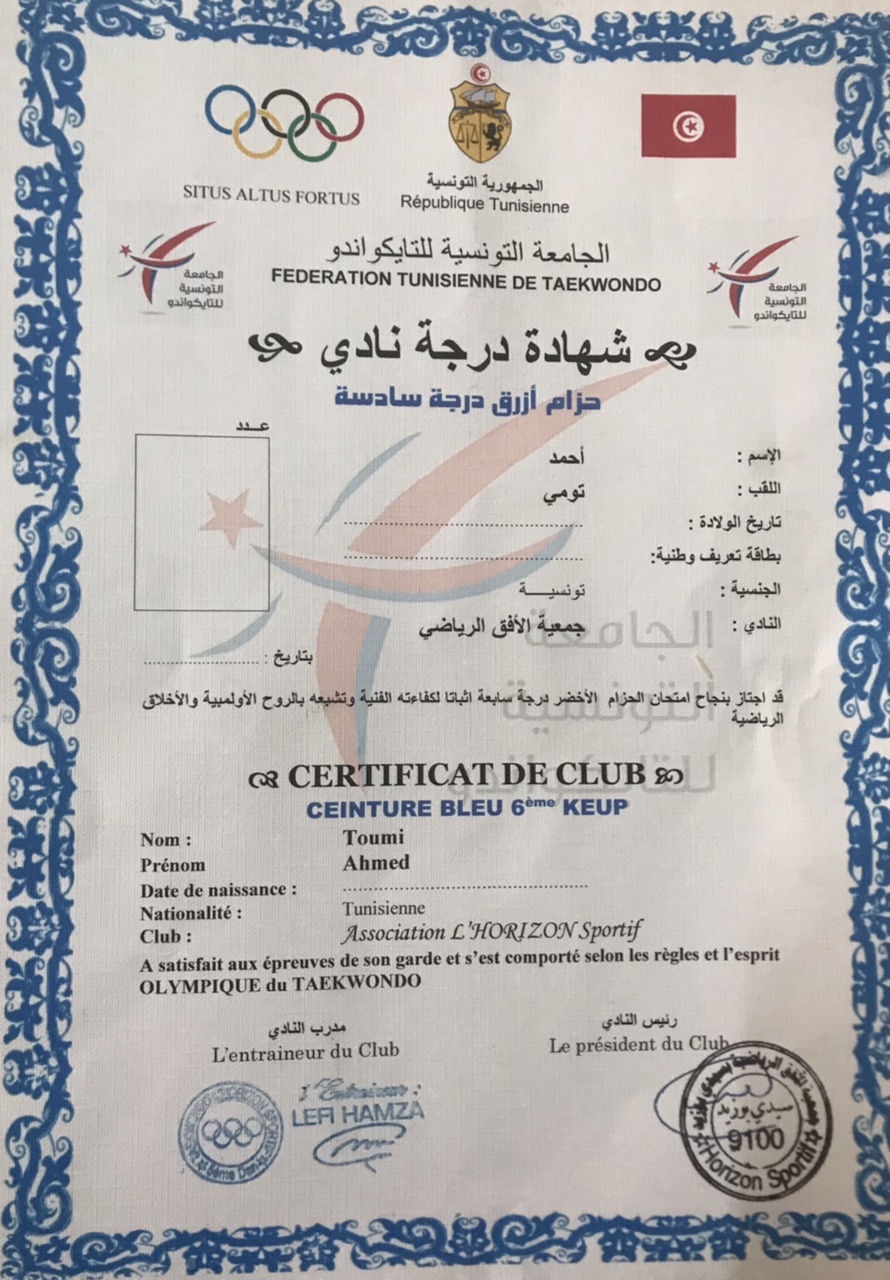 SITUS ALTUS FORTUS
الجمهورية التونسية
République Tunisienne
الجامعة التونسية للتايكواندو
FEDERATION TUNISIENNE DE TAEKWONDO
الجامعة
التونسية
للتايكواندو
الجامعة
التونسية
للتايكواندو
شهادة درجة نادي
حزام أزرق درجة سادسة
عـــدد
الإسم : أحمد
اللقب : تومي
تاريخ الولادة : ........................................
بطاقة تعريف وطنية: ........................................
الجنسية : تونسيـــــة
النادي : جمعية الأفق الرياضي
بتاريخ : ........................
الجامعة
التونسية
للتايكواندو
قد اجتاز بنجاح امتحان الحزام الأخضر درجة سابعة اثباتا لكفاءته الفنية وتشبعه بالروح الأولمبية والأخلاق
الرياضية
CERTIFICAT DE CLUB
CEINTURE BLEU 6ème KEUP
Nom : Toumi
Prénom Ahmed
Date de naissance : ........................................
Nationalité : Tunisienne
Club : Association L’HORIZON Sportif
A satisfait aux épreuves de son garde et s’est comporté selon les règles et l’esprit
OLYMPIQUE du TAEKWONDO
مدرب النادي
L’entraineur du Club
رئيس النادي
Le président du Club
Entraineur :
LEFI HAMZA
سيدي بوزيد
9100
Horizon Sportif